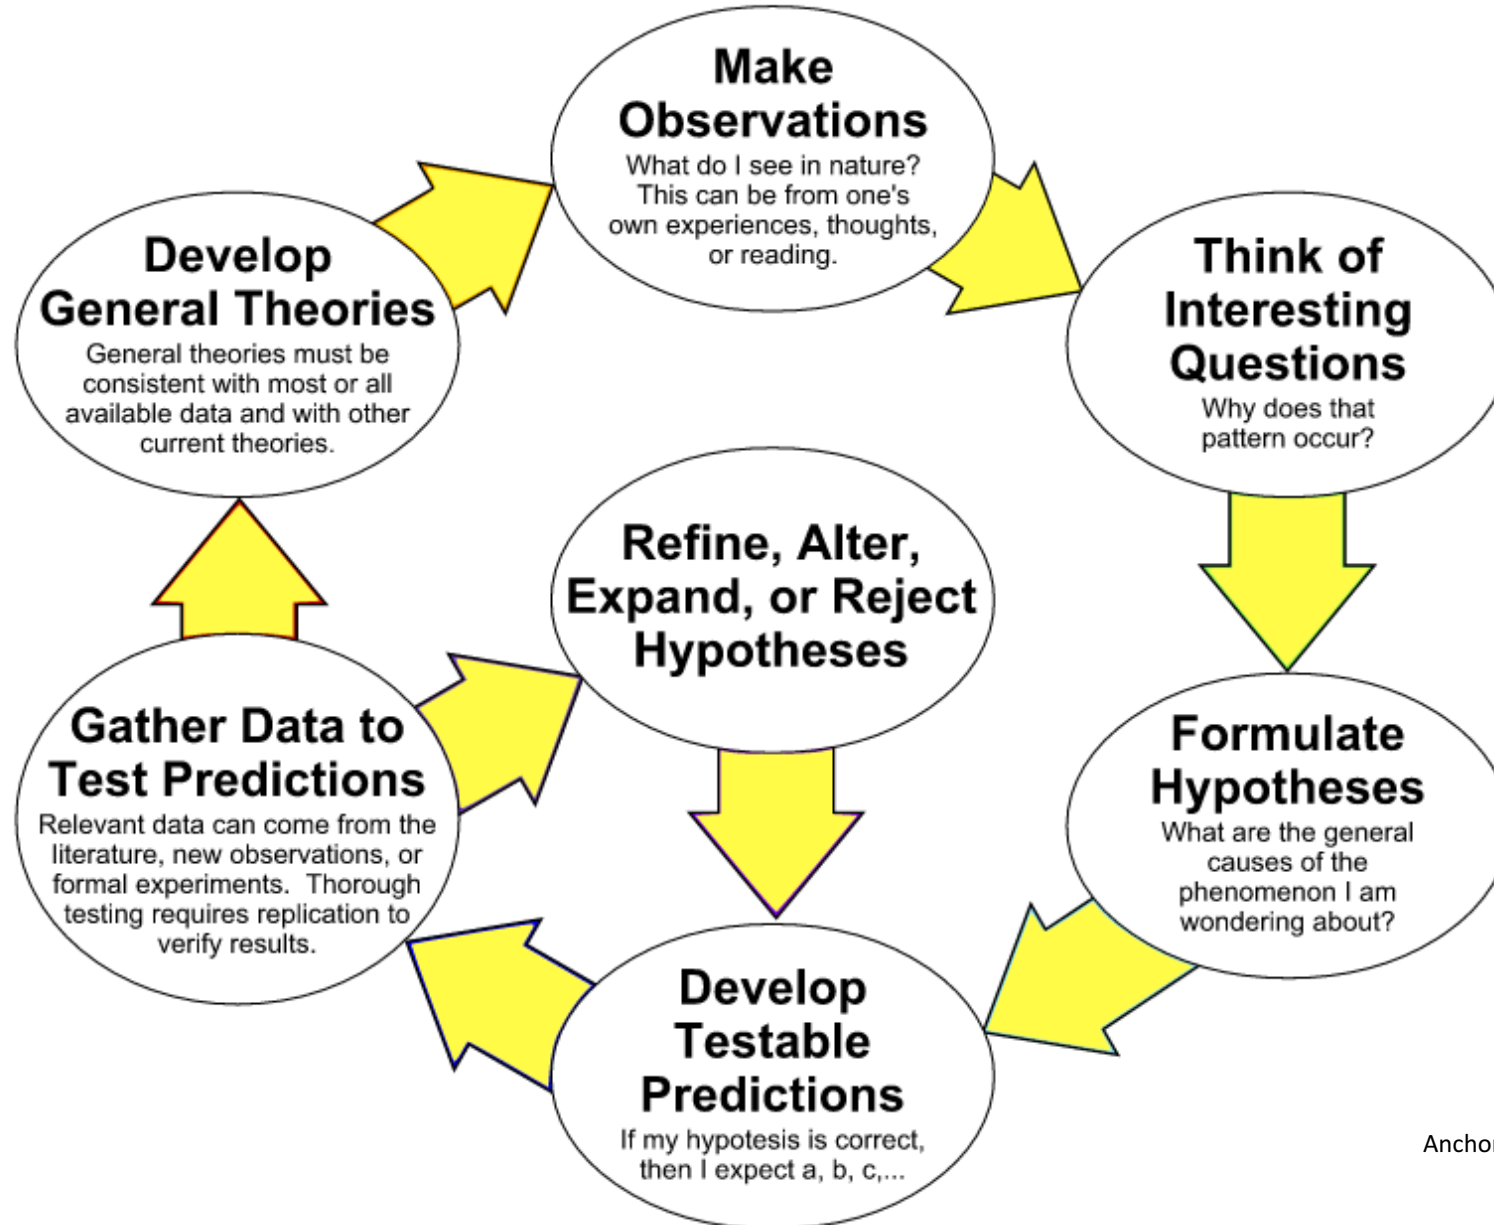 Make
Observations
What do I see in nature?
This can be from one's
own experiences, thoughts,
or reading.
Think of
Interesting
Questions
Why does that
pattern occur?
Formulate
Hypotheses
What are the general
causes of the
phenomenon I am
wondering about?
Develop
Testable
Predictions
If my hypotesis is correct,
then I expect a, b, c,...
Gather Data to
Test Predictions
Relevant data can come from the
literature, new observations, or
formal experiments.  Thorough
testing requires replication to
verify results.
Refine, Alter,
Expand, or Reject
Hypotheses
Develop
General Theories
General theories must be
consistent with most or all
available data and with other
current theories.